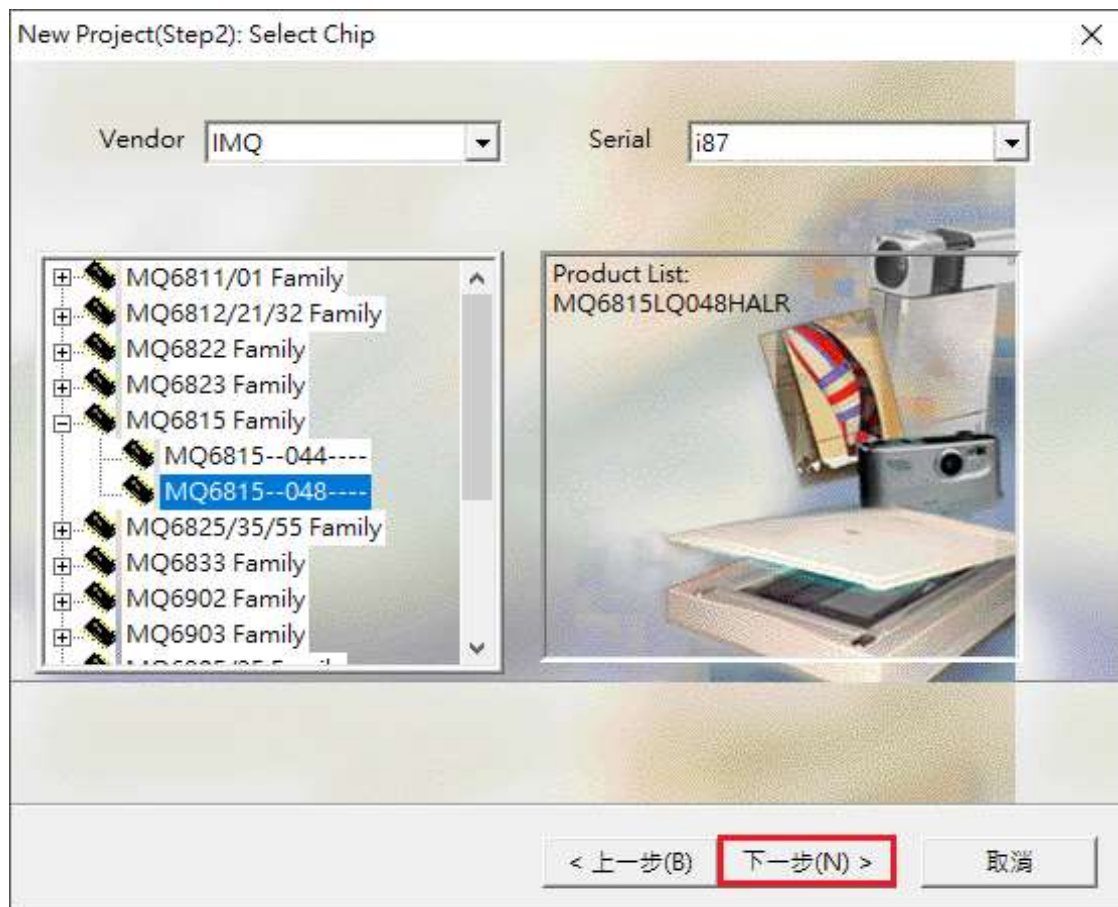 New Project(Step2): Select Chip
Vendor IMQ Serial i87
MQ6811/01 Family
MQ6812/21/32 Family
MQ6822 Family
MQ6823 Family
MQ6815 Family
MQ6815--044----
MQ6815--048----
MQ6825/35/55 Family
MQ6833 Family
MQ6902 Family
MQ6903 Family
Product List:
MQ6815LQ048HALR
< 上一步(B) 下一步(N) > 取消